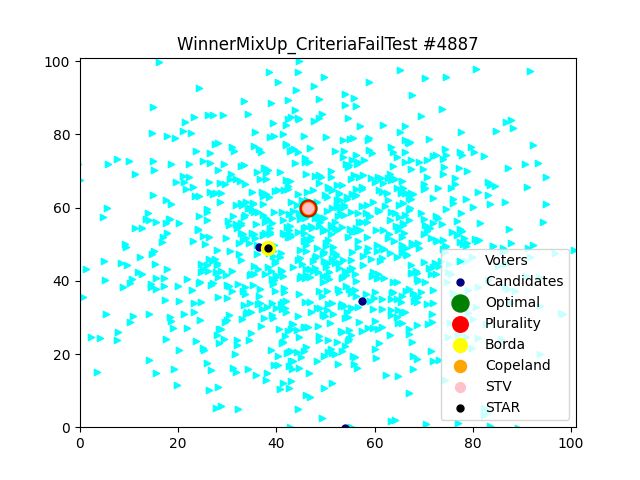 WinnerMixUp_CriteriaFailTest #4887
100
80
60
40
20
0
0 20 40 60 80 100
Voters
Candidates
Optimal
Plurality
Borda
Copeland
STV
STAR